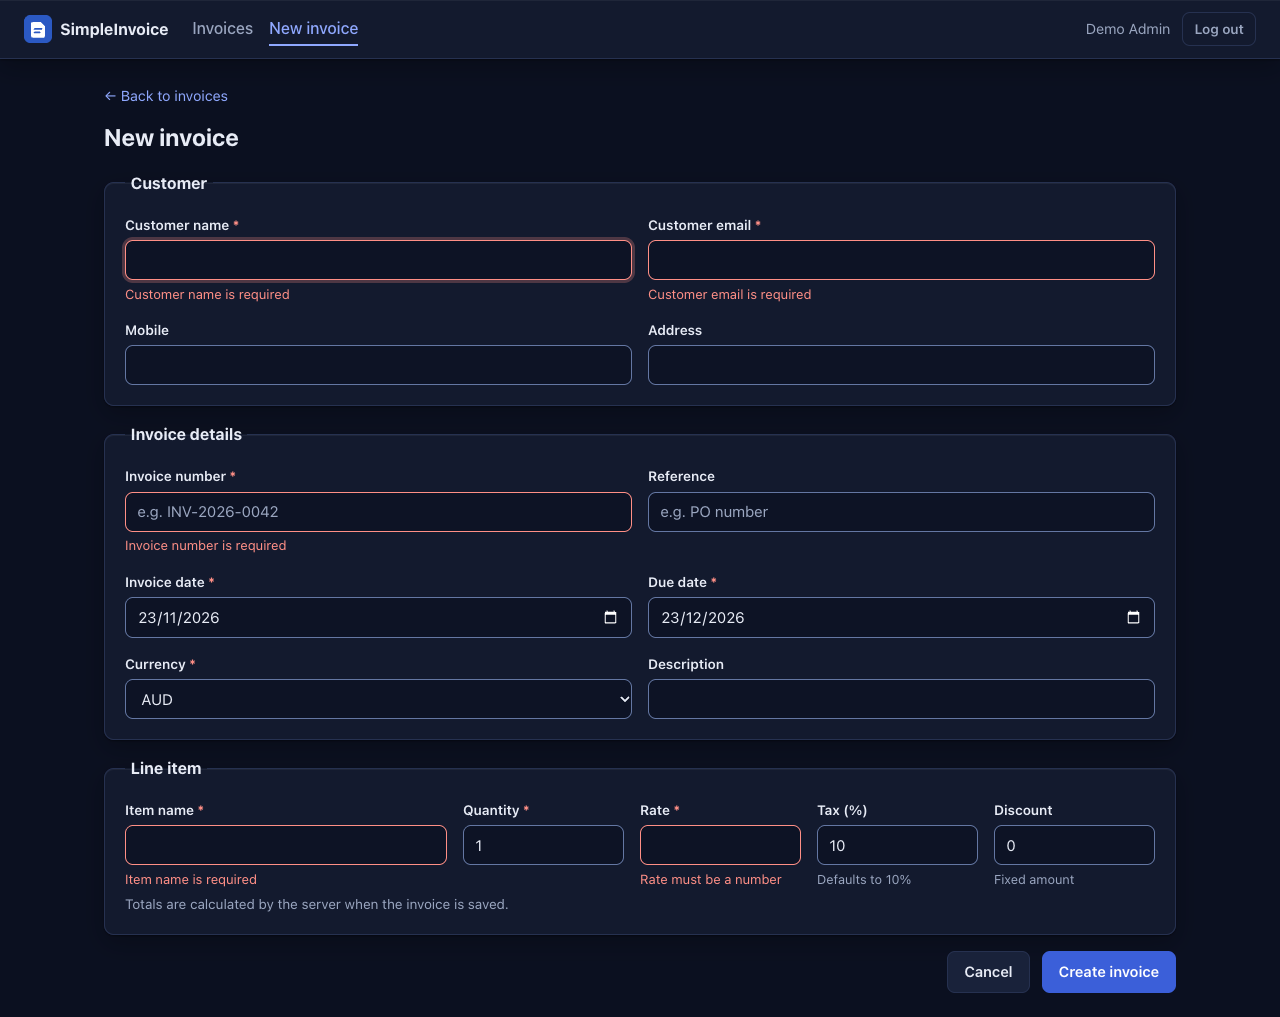 SimpleInvoice Invoices New invoice Demo Admin Log out
← Back to invoices
New invoice
Customer
Customer name * Customer email *
Customer name is required Customer email is required
Mobile Address
Invoice details
Invoice number * Reference
e.g. INV-2026-0042 e.g. PO number
Invoice number is required
Invoice date * Due date *
23/11/2026 23/12/2026
Currency * Description
AUD
Line item
Item name * Quantity * Rate * Tax (%) Discount
1 10 0
Item name is required Rate must be a number Defaults to 10% Fixed amount
Totals are calculated by the server when the invoice is saved.
Cancel Create invoice